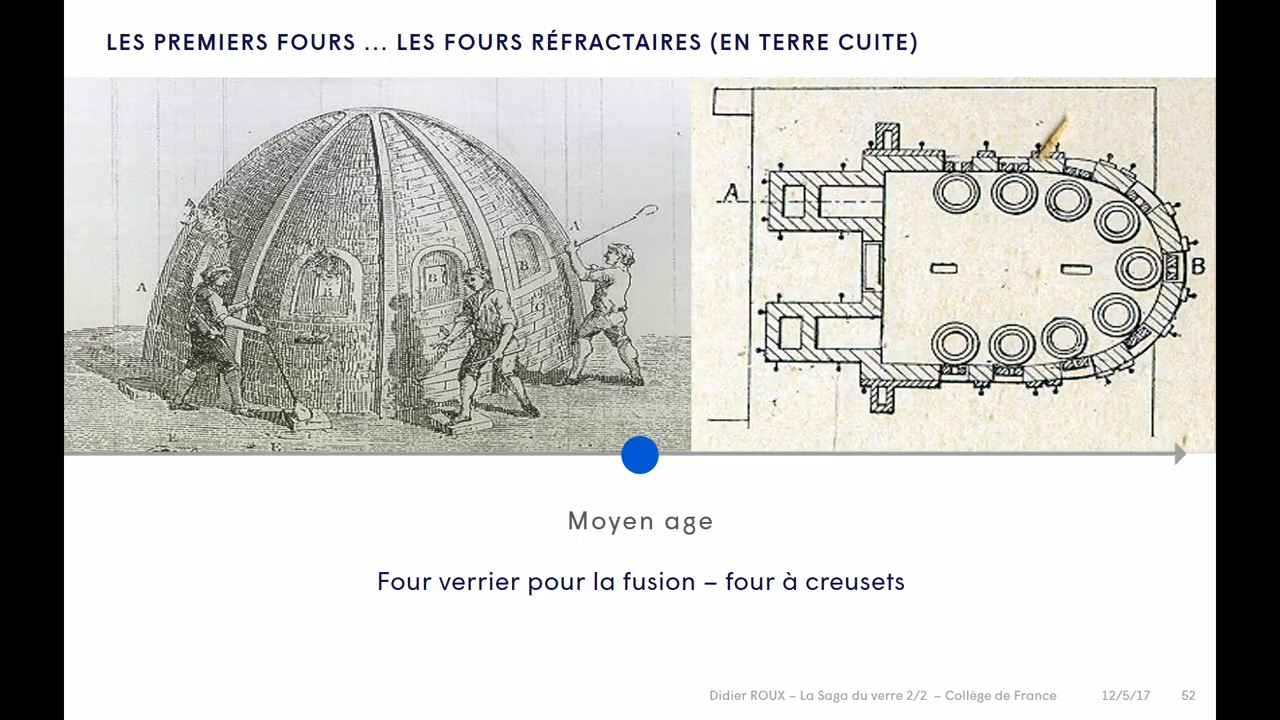 LES PREMIERS FOURS ... LES FOURS RÉFRACTAIRES (EN TERRE CUITE)
A
A
A
B
B
B
C
E
E
A
B
Moyen age
Four verrier pour la fusion – four à creusets
Didier ROUX – La Saga du verre 2/2 – Collège de France 12/5/17 52